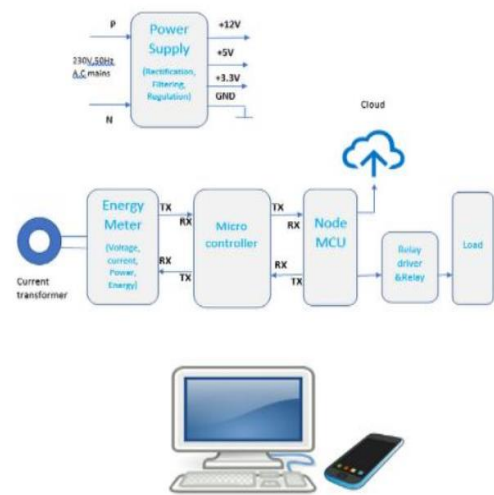 Power
Supply
(Rectification,
Filtering,
Regulation)
P
230V,50Hz
A.C mains
N
+12V
+5V
+3.3V
GND
Cloud
Energy
Meter
(Voltage,
current,
Power,
Energy)
Current
transformer
TX
RX
RX
TX
Micro
controller
TX
RX
RX
TX
Node
MCU
Relay
driver
&Relay
Load